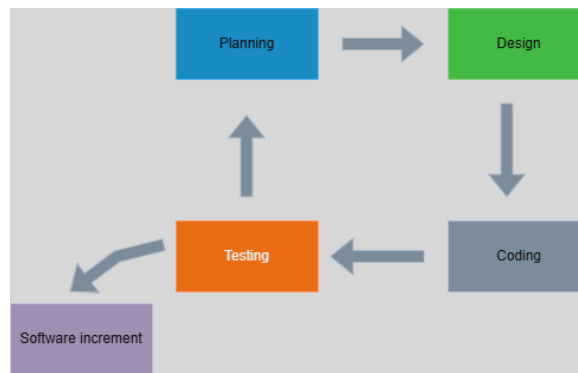 Planning
Design
Testing
Coding
Software increment